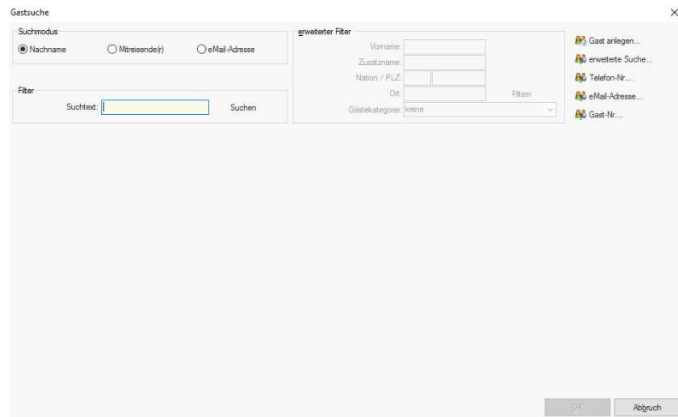 Gastsuche
Suchmodus
Nachname
Mitreisende(r)
eMail-Adresse
Filter
Suchtext:
Suchen
erweiterter Filter
Vorname:
Zusatzname:
Nation / PLZ:
Ort:
Filtern
Gästekategorie:
keine
Gast anlegen...
erweiterte Suche...
Telefon-Nr....
eMail-Adresse...
Gast-Nr....
OK
Abbruch